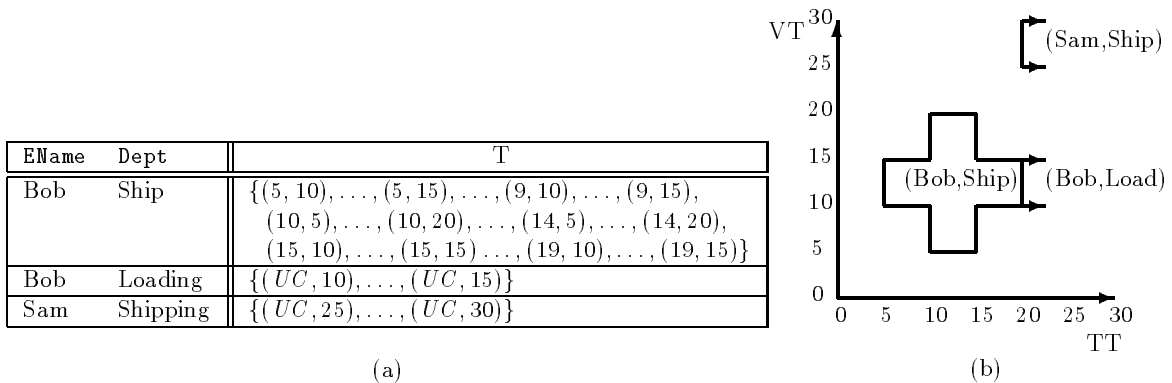 EName Dept T
Bob Ship {(5, 10), . . . , (5, 15), . . . , (9, 10), . . . , (9, 15),
(10, 5), . . . , (10, 20), . . . , (14, 5), . . . , (14, 20),
(15, 10), . . . , (15, 15) . . . , (19, 10), . . . , (19, 15)}
Bob Loading {(UC, 10), . . . , (UC, 15)}
Sam Shipping {(UC, 25), . . . , (UC, 30)}
(a)
VT
30
25
20
15
10
5
0
(Sam,Ship)
(Bob,Ship) (Bob,Load)
0 5 10 15 20 25 30
TT
(b)